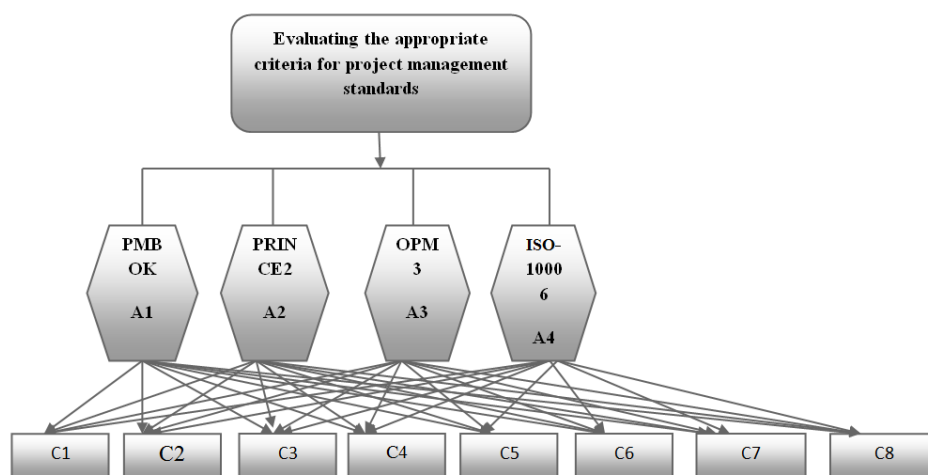 Evaluating the appropriate
criteria for project management
standards
PMB
OK
A1
PRIN
CE2
A2
OPM
3
A3
ISO-
1000
6
A4
C1
C2
C3
C4
C5
C6
C7
C8